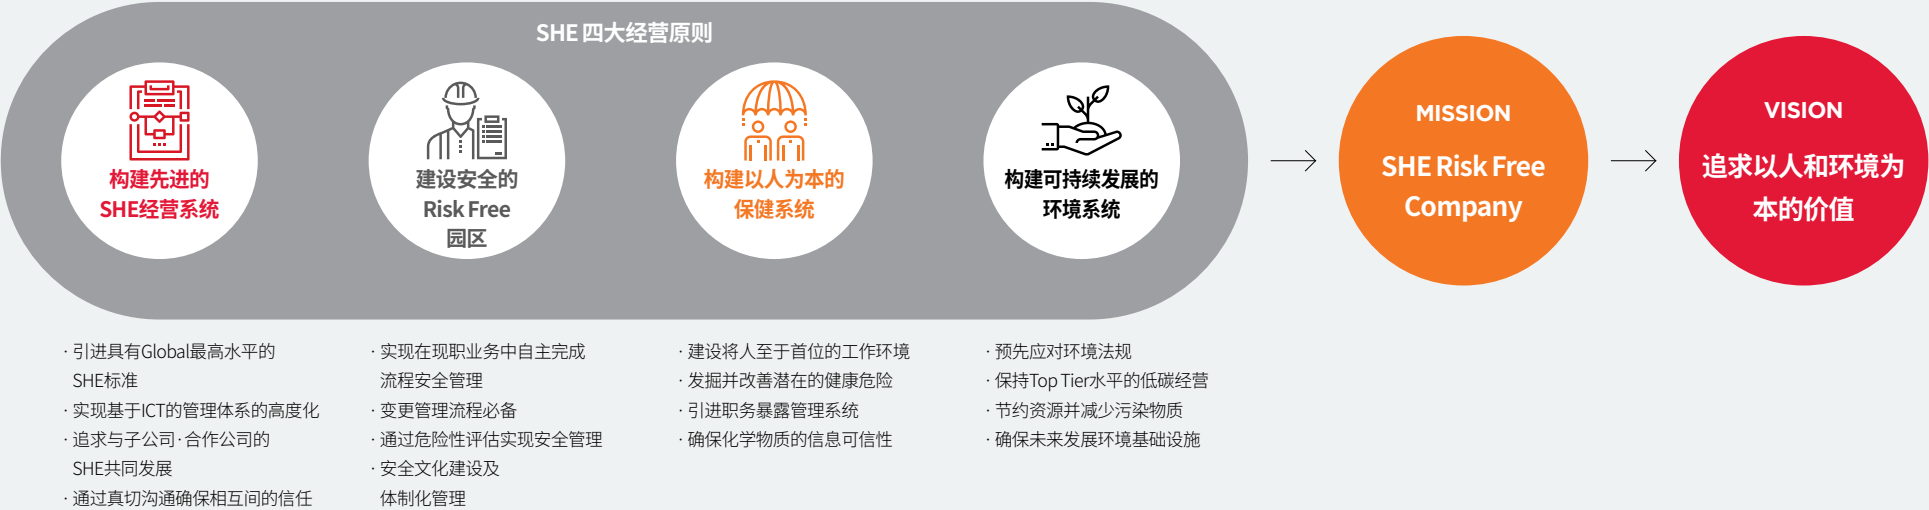 SHE 四大经营原则
构建先进的
SHE经营系统
建设安全的
Risk Free
园区
构建以人为本的
保健系统
构建可持续发展的
环境系统
MISSION
SHE Risk Free
Company
VISION
追求以人和环境为
本的价值
· 引进具有Global最高水平的
SHE标准
· 实现基于ICT的管理体系的高度化
· 追求与子公司·合作公司的
SHE共同发展
· 通过真切沟通确保相互间的信任
· 实现在现职业务中自主完成
流程安全管理
· 变更管理流程必备
· 通过危险性评估实现安全管理
· 安全文化建设及
体制化管理
· 建设将人至于首位的工作环境
· 发掘并改善潜在的健康危险
· 引进职务暴露管理系统
· 确保化学物质的信息可信性
· 预先应对环境法规
· 保持Top Tier水平的低碳经营
· 节约资源并减少污染物质
· 确保未来发展环境基础设施